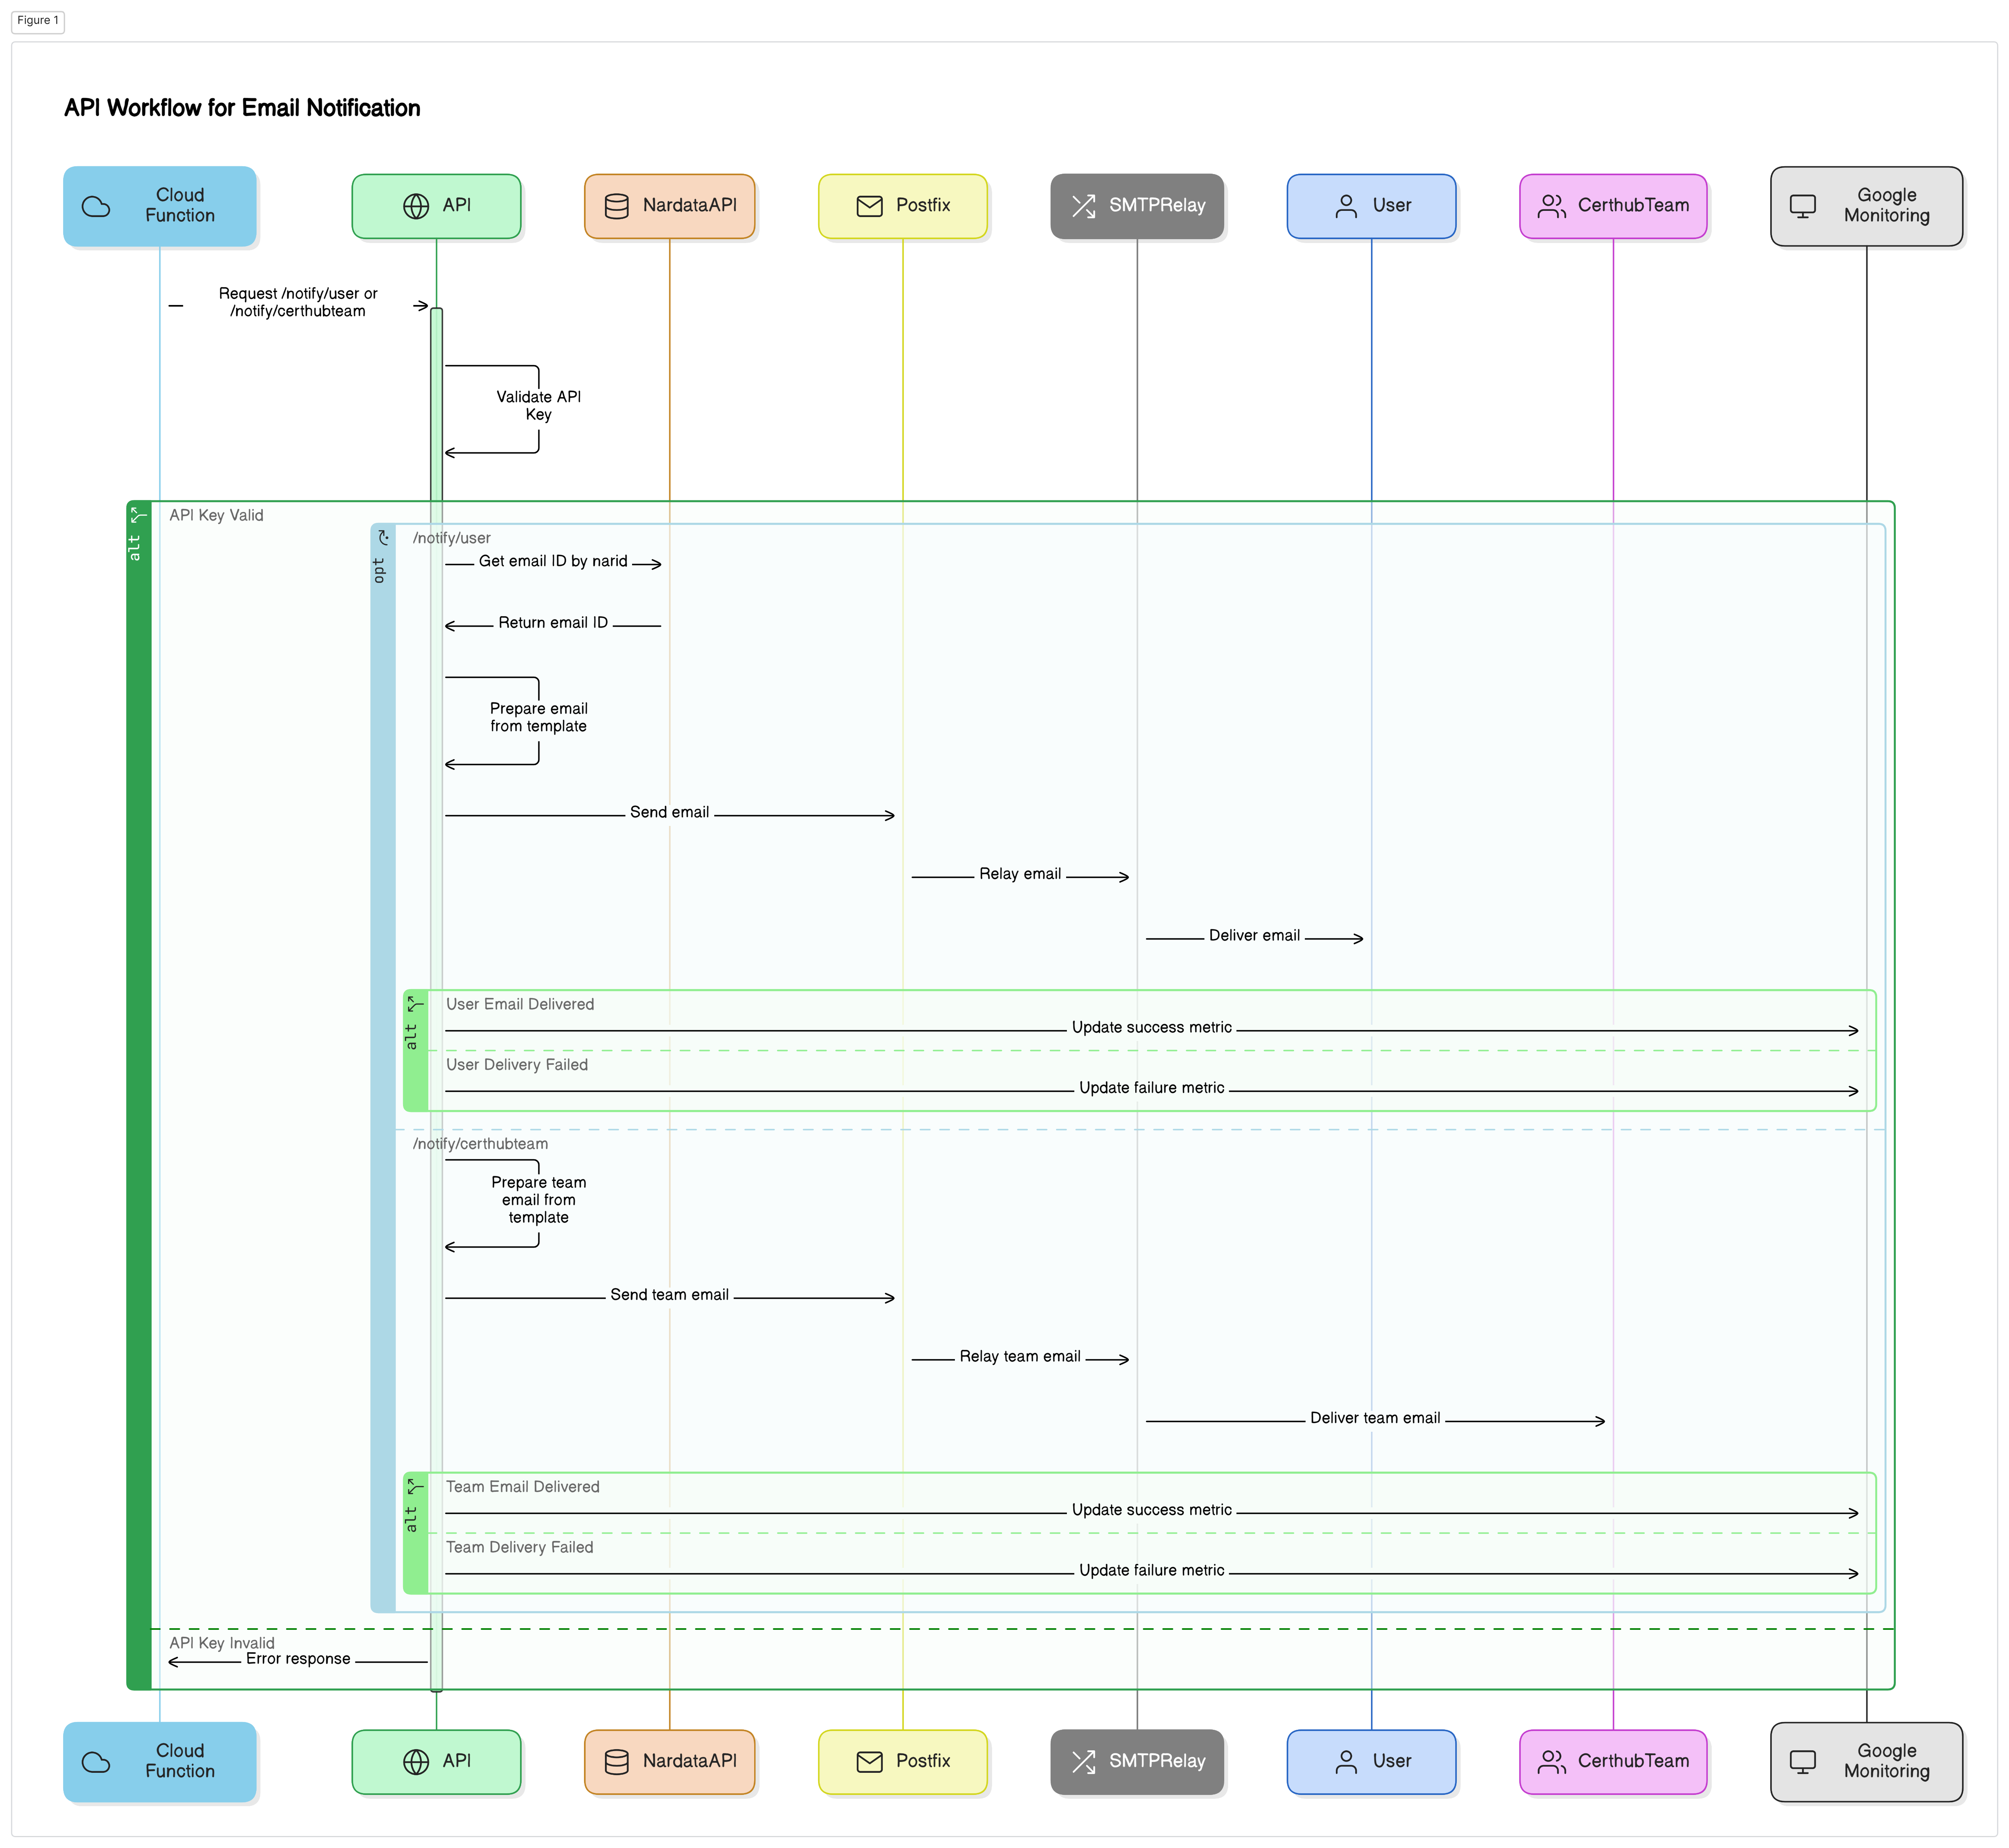 Figure 1
API Workflow for Email Notification
Cloud
Function
API
NardataAPI
Postfix
SMTPRelay
User
CerthubTeam
Google
Monitoring
Request /notify/user or
/notify/certhubteam
Validate API
Key
alt
API Key Valid
opt
/notify/user
Get email ID by narid
Return email ID
Prepare email
from template
Send email
Relay email
Deliver email
alt
User Email Delivered
Update success metric
User Delivery Failed
Update failure metric
/notify/certhubteam
Prepare team
email from
template
Send team email
Relay team email
Deliver team email
alt
Team Email Delivered
Update success metric
Team Delivery Failed
Update failure metric
API Key Invalid
Error response
Cloud
Function
API
NardataAPI
Postfix
SMTPRelay
User
CerthubTeam
Google
Monitoring